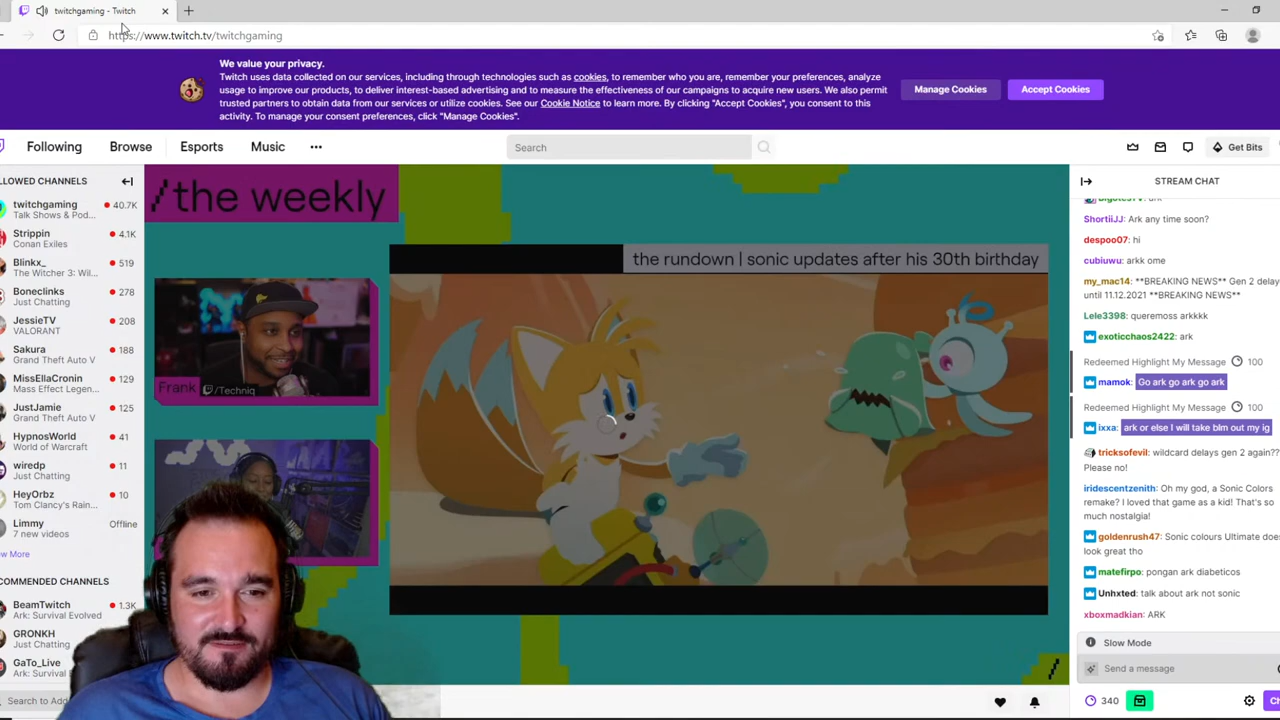 twitchgaming - Twitch
https://www.twitch.tv/twitchgaming
We value your privacy.
Twitch uses data collected on our services, including through technologies such as cookies, to remember who you are, remember your preferences, analyze
usage to improve our products, to deliver interest-based advertising and to measure the effectiveness of our campaigns to acquire new users. We also permit
trusted partners to obtain data from our services or utilize cookies. See our Cookie Notice to learn more. By clicking "Accept Cookies", you consent to this
activity. To manage your consent preferences, click "Manage Cookies".
Manage Cookies
Accept Cookies
Following
Browse
Esports
Music
Search
Get Bits
LLOWED CHANNELS
twitchgaming 40.7K
Talk Shows & Pod...
Strippin 4.1K
Conan Exiles
Blinkx_ 519
The Witcher 3: Wil...
Boneclinks 278
Just Chatting
JessieTV 208
VALORANT
Sakura 188
Grand Theft Auto V
MissEllaCronin 129
Mass Effect Legen...
JustJamie 125
Grand Theft Auto V
HypnosWorld 41
World of Warcraft
wiredp 11
Just Chatting
HeyOrbz 10
Tom Clancy's Rain...
Limmy Offline
7 new videos
ow More
COMMENDED CHANNELS
BeamTwitch 1.3K
Ark: Survival Evolved
GRONKH
Just Chatting
GaTo_Live
Ark: Survival
Search to Add
/the weekly
the rundown | sonic updates after his 30th birthday
Frank
/Techniq
STREAM CHAT
ShortiiJJ: Ark any time soon?
despoo07: hi
cubiuwu: arkk ome
my_mac14: **BREAKING NEWS** Gen 2 delay
until 11.12.2021 **BREAKING NEWS**
Lele3398: queremoss arkkkk
exoticchaos2422: ark
Redeemed Highlight My Message 100
mamok: Go ark go ark go ark
Redeemed Highlight My Message 100
ixxa: ark or else I will take blm out my ig
tricksofevil: wildcard delays gen 2 again??
Please no!
iridescentzenith: Oh my god, a Sonic Colors
remake? I loved that game as a kid! That's so
much nostalgia!
goldenrush47: Sonic colours Ultimate doe
look great tho
matefirpo: pongan ark diabeticos
Unhxted: talk about ark not sonic
xboxmadkian: ARK
Slow Mode
Send a message
340
Ch